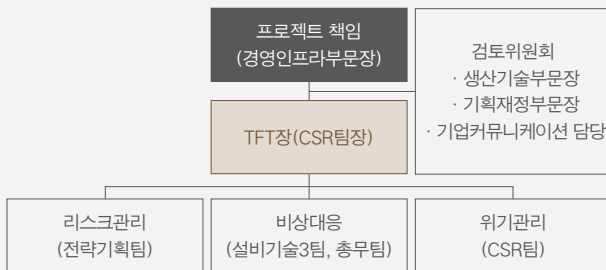 프로젝트 책임
(경영인프라부문장)
검토위원회
· 생산기술부문장
· 기획재정부문장
· 기업커뮤니케이션 담당
TFT장(CSR팀장)
리스크관리
(전략기획팀)
비상대응
(설비기술3팀, 총무팀)
위기관리
(CSR팀)